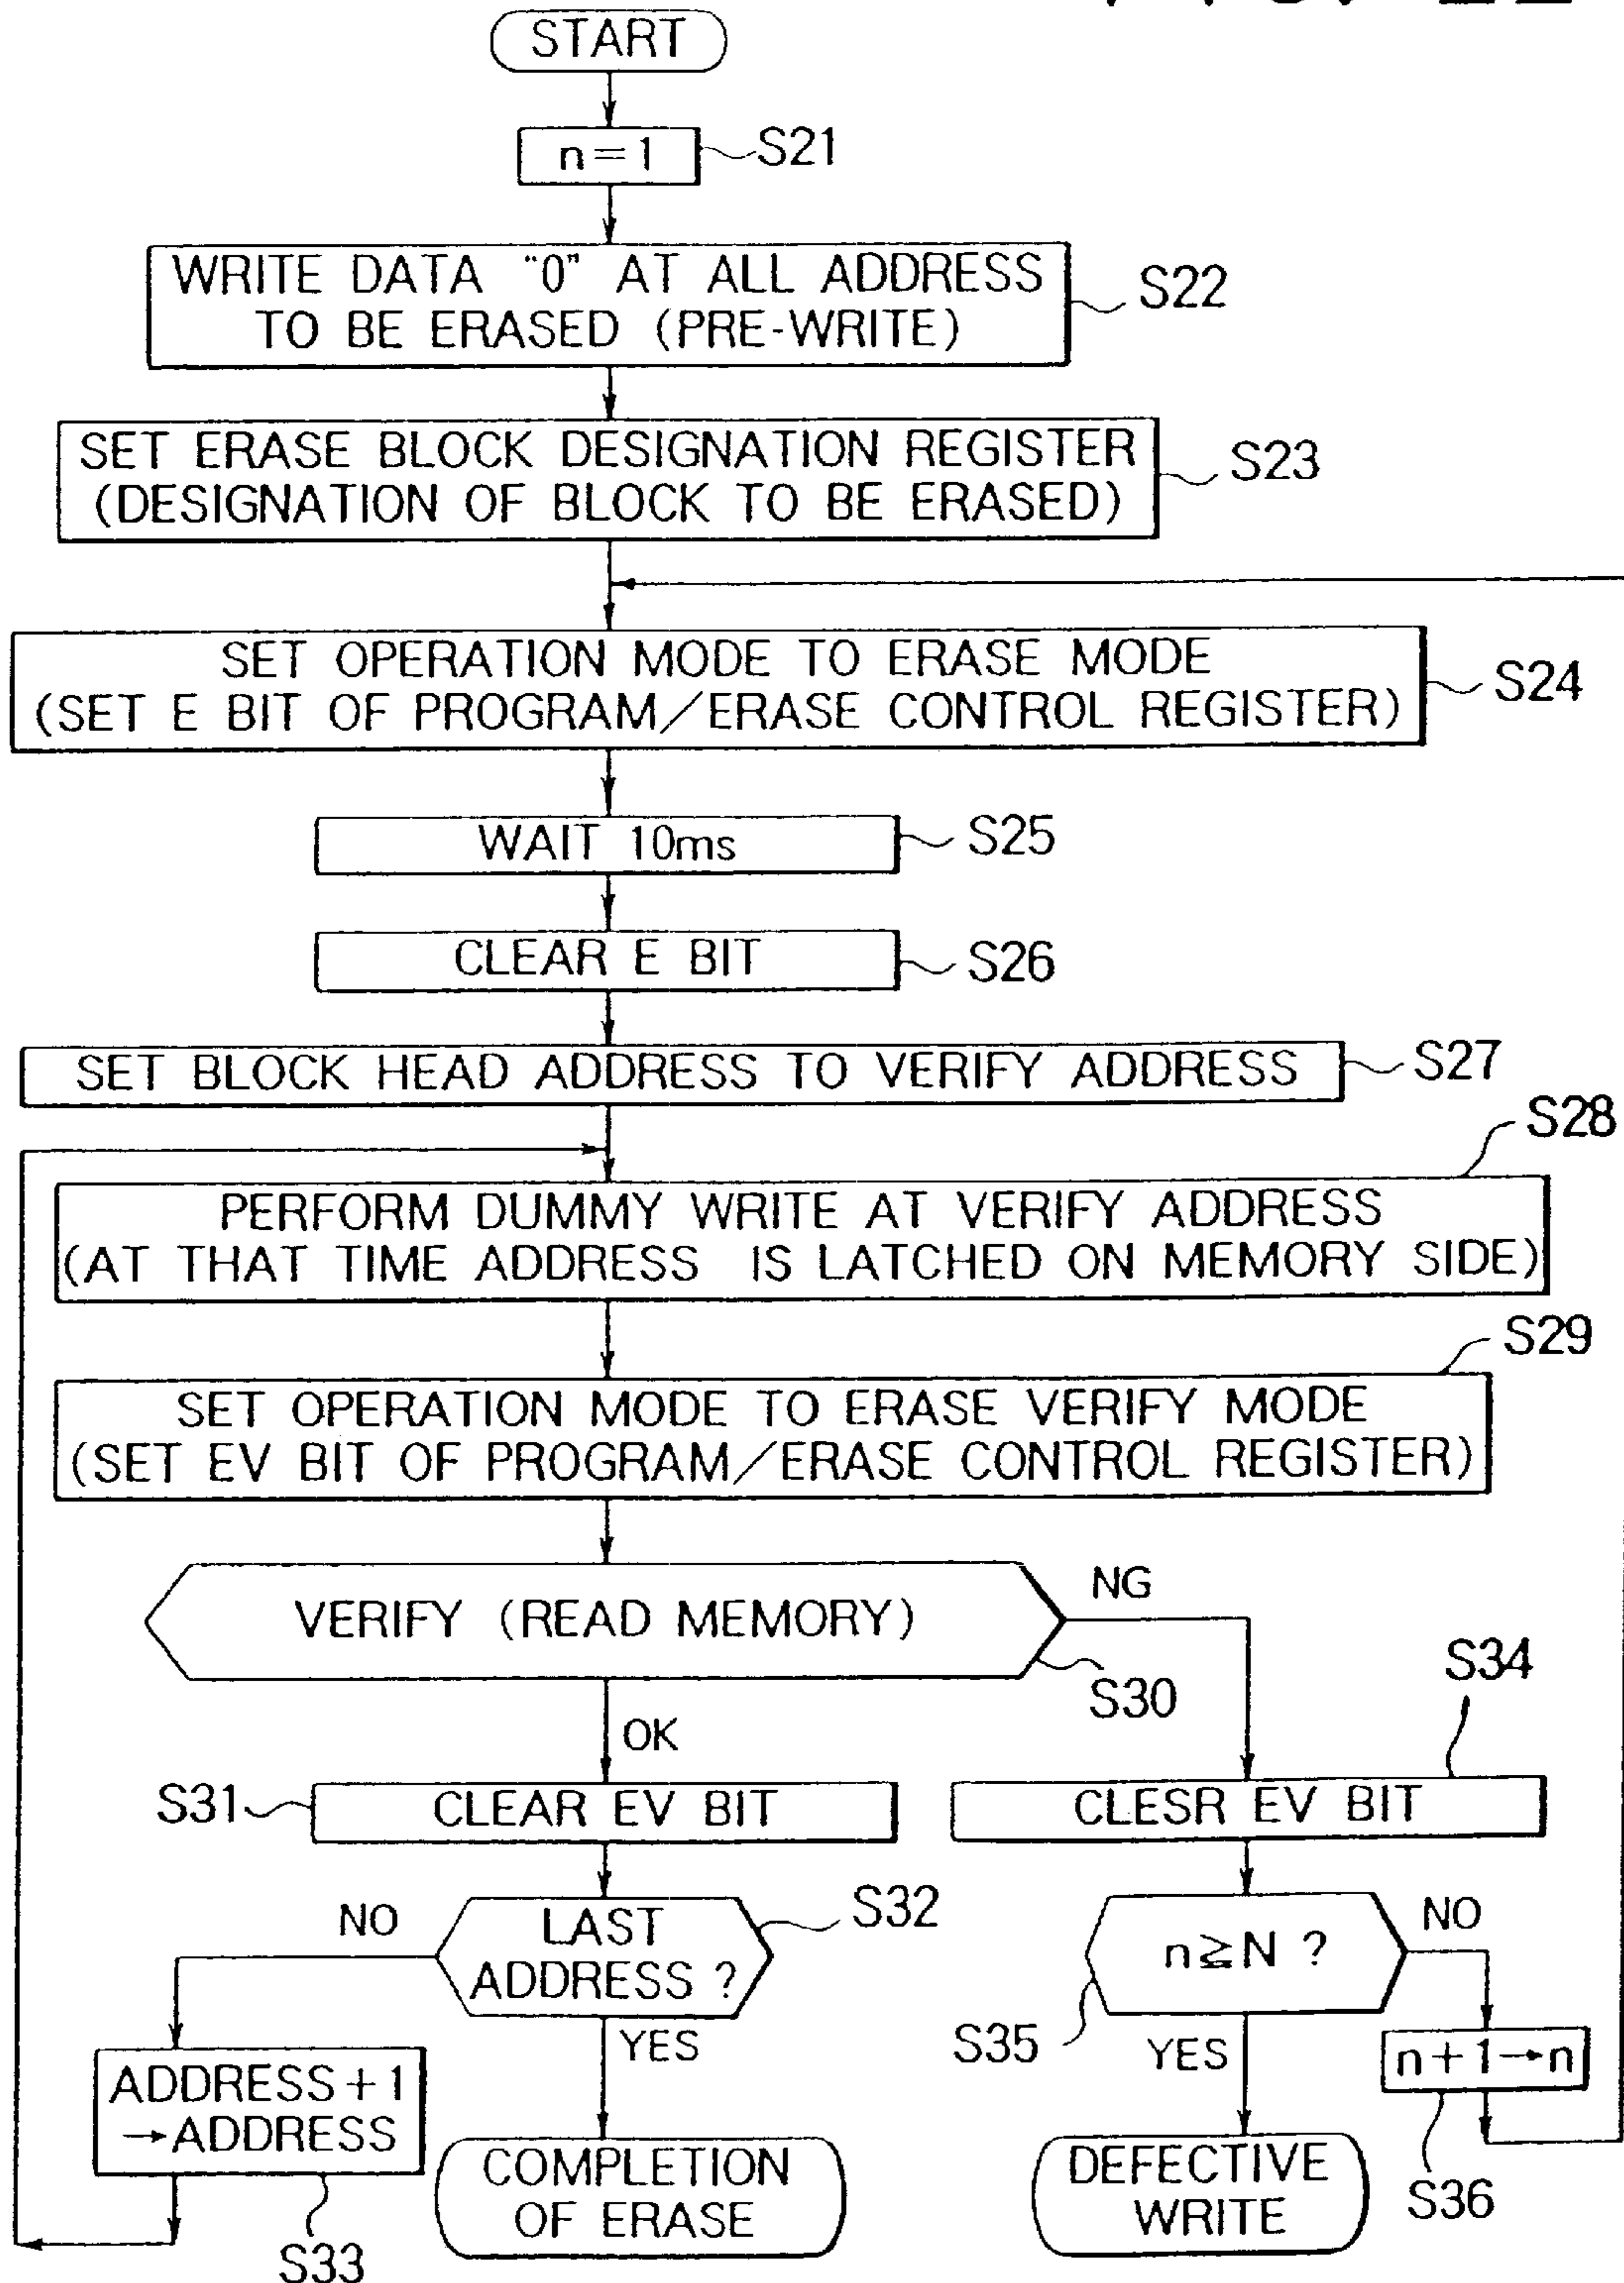 START
n=1
S21
WRITE DATA "0" AT ALL ADDRESS
TO BE ERASED (PRE-WRITE)
S22
SET ERASE BLOCK DESIGNATION REGISTER
(DESIGNATION OF BLOCK TO BE ERASED)
S23
SET OPERATION MODE TO ERASE MODE
(SET E BIT OF PROGRAM/ERASE CONTROL REGISTER)
S24
WAIT 10ms
S25
CLEAR E BIT
S26
SET BLOCK HEAD ADDRESS TO VERIFY ADDRESS
S27
S28
PERFORM DUMMY WRITE AT VERIFY ADDRESS
(AT THAT TIME ADDRESS IS LATCHED ON MEMORY SIDE)
S29
SET OPERATION MODE TO ERASE VERIFY MODE
(SET EV BIT OF PROGRAM/ERASE CONTROL REGISTER)
VERIFY (READ MEMORY)
NG
S30
OK
S34
S31
CLEAR EV BIT
CLESR EV BIT
NO
LAST
ADDRESS ?
S32
n≧N ?
NO
S35
YES
YES
ADDRESS+1
→ADDRESS
n+1→n
COMPLETION
OF ERASE
DEFECTIVE
WRITE
S36
S33